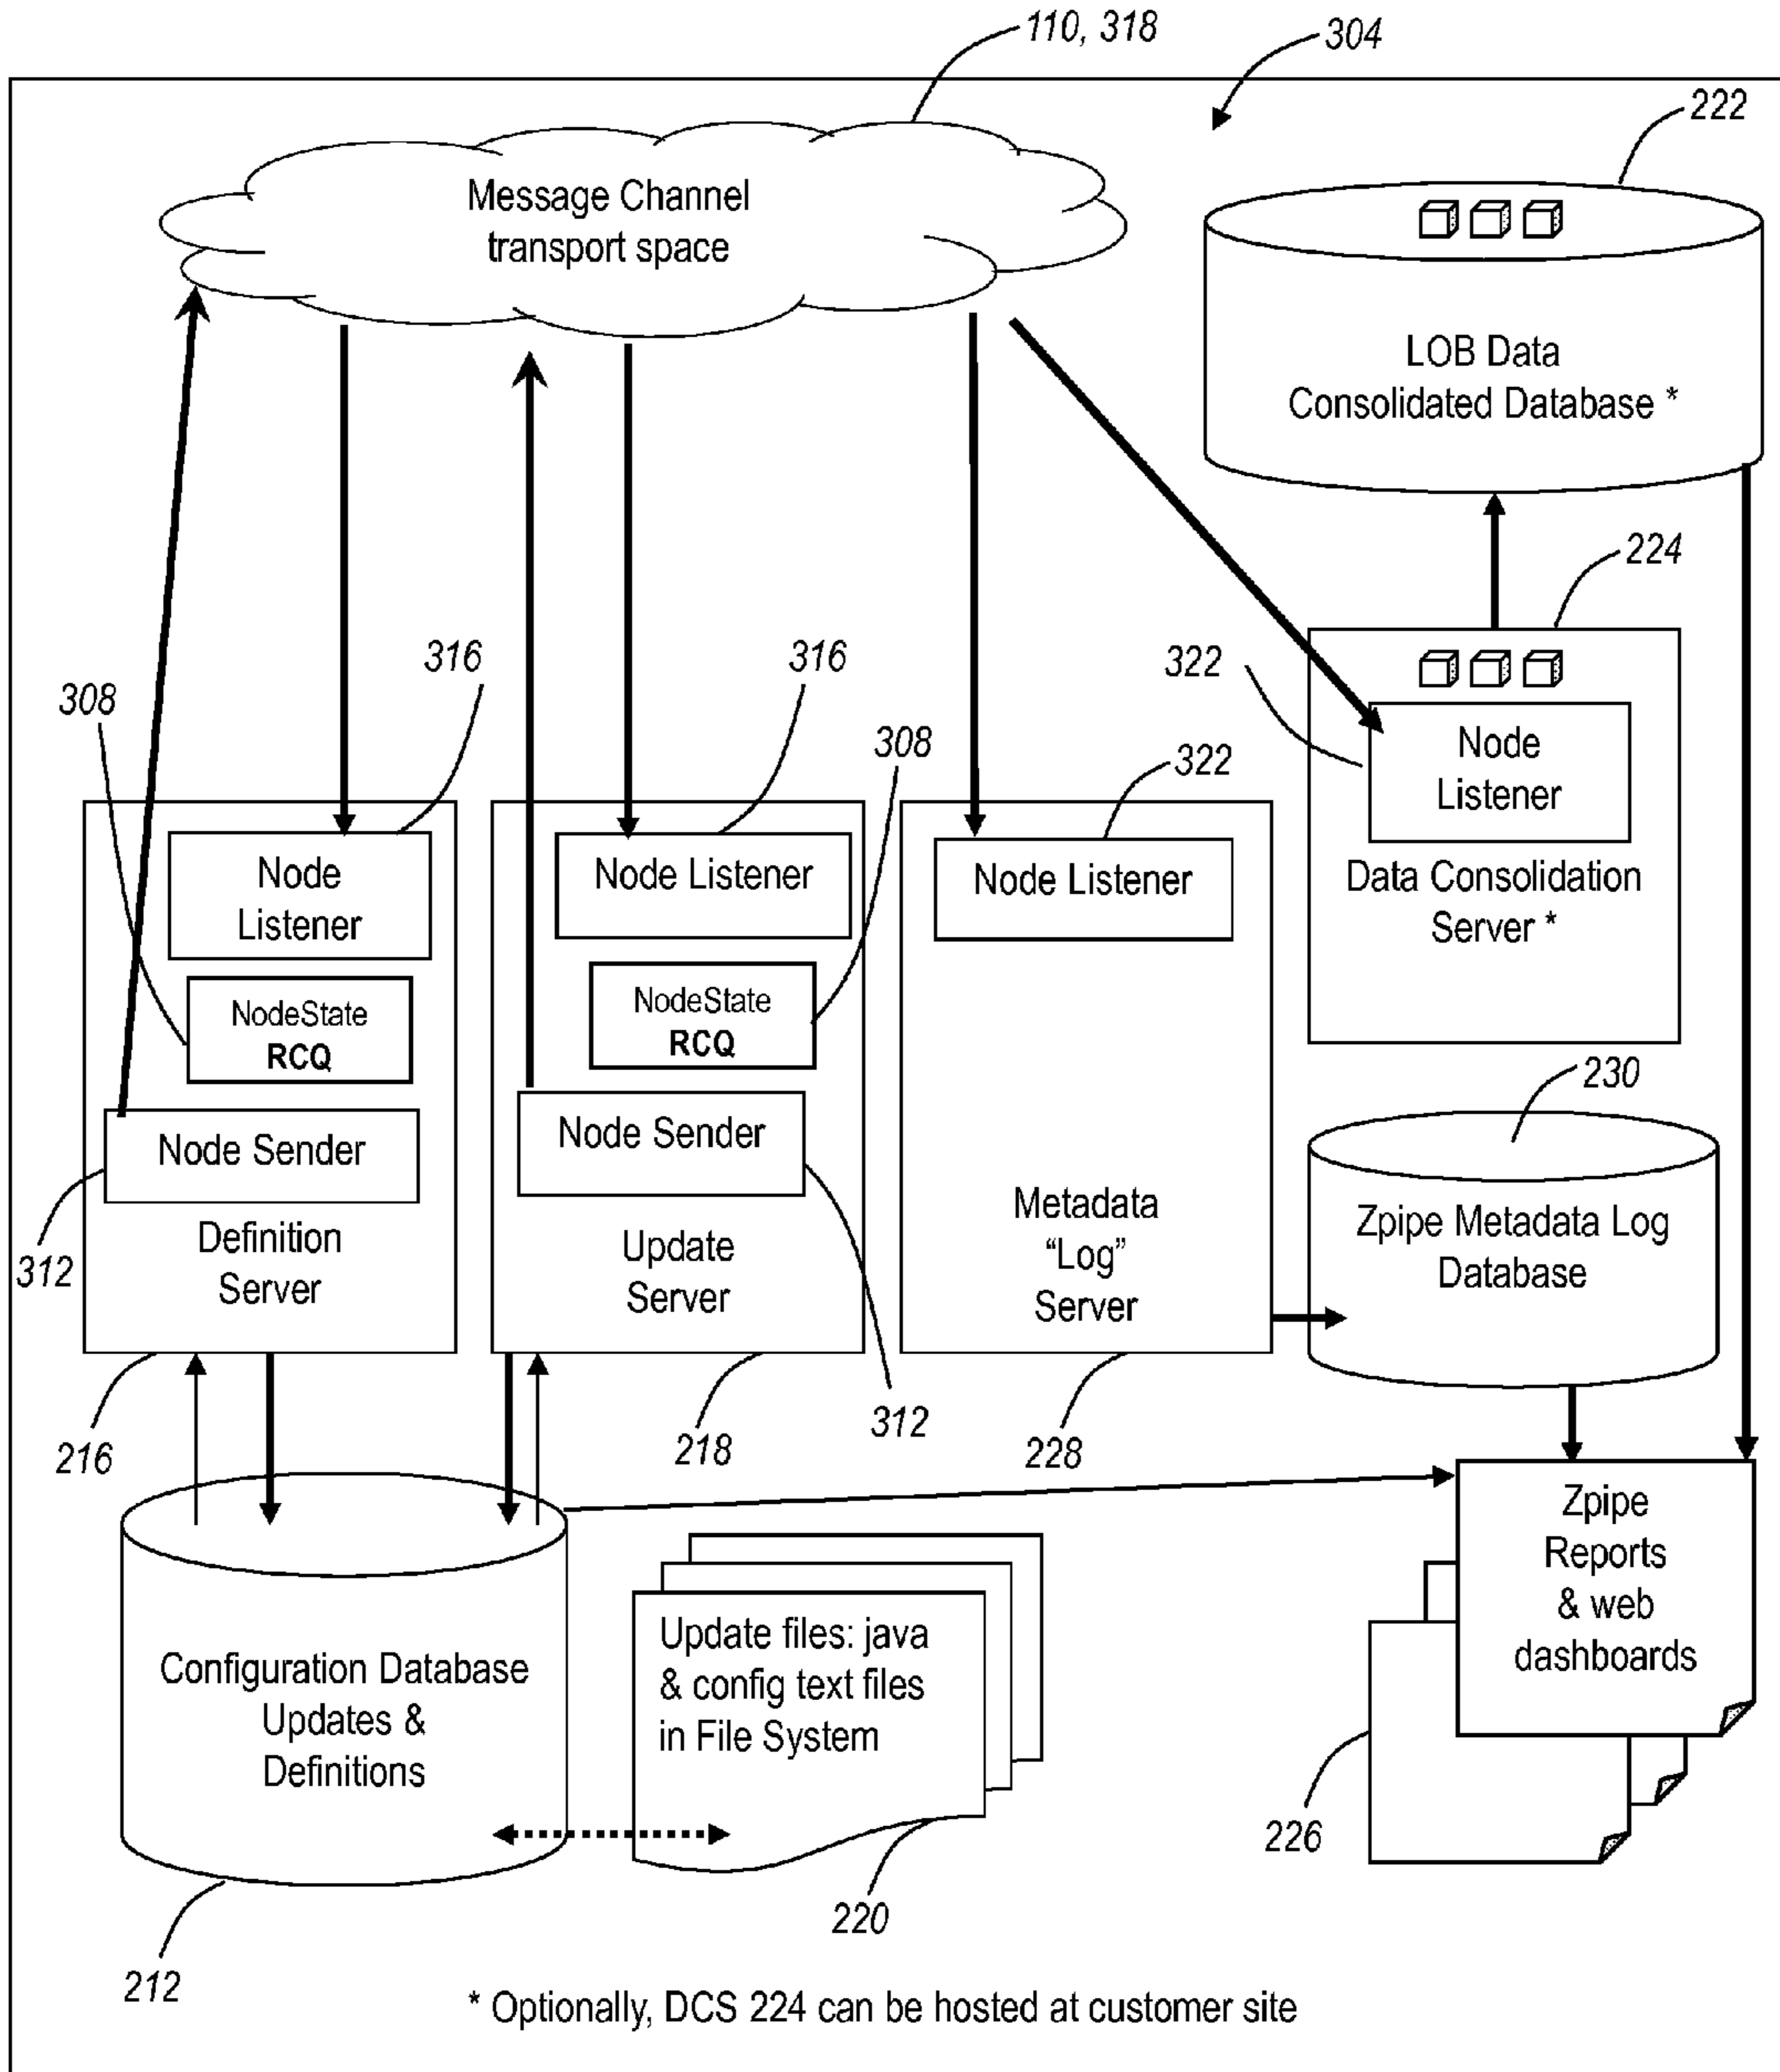 110, 318
304
222
Message Channel
transport space
LOB Data
Consolidated Database *
224
316
316
322
308
308
322
Node
Listener
Node
Listener
Node Listener
Node Listener
Data Consolidation
Server *
NodeState
RCQ
NodeState
RCQ
230
Node Sender
Node Sender
312
Definition
Server
Update
Server
Metadata
“Log”
Server
Zpipe Metadata Log
Database
216
218
312
228
Zpipe
Reports
& web
dashboards
Configuration Database
Updates &
Definitions
Update files: java
& config text files
in File System
226
220
212
* Optionally, DCS 224 can be hosted at customer site